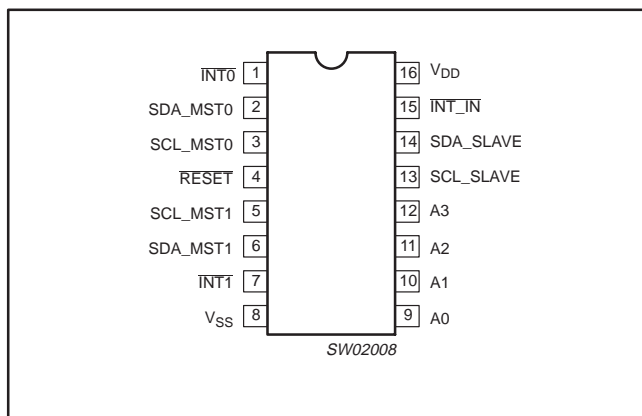 INT0 1 16 VDD
SDA_MST0 2 15 INT_IN
SCL_MST0 3 14 SDA_SLAVE
RESET 4 13 SCL_SLAVE
SCL_MST1 5 12 A3
SDA_MST1 6 11 A2
INT1 7 10 A1
VSS 8 9 A0
SW02008